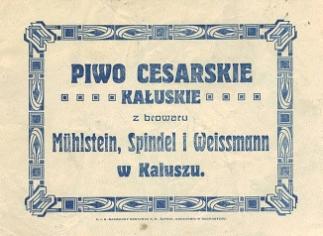 PIWO CESARSKIE
KAŁUSKIE
z browaru
Mühlstein, Spindel i Weissmann
w Kałuszu.